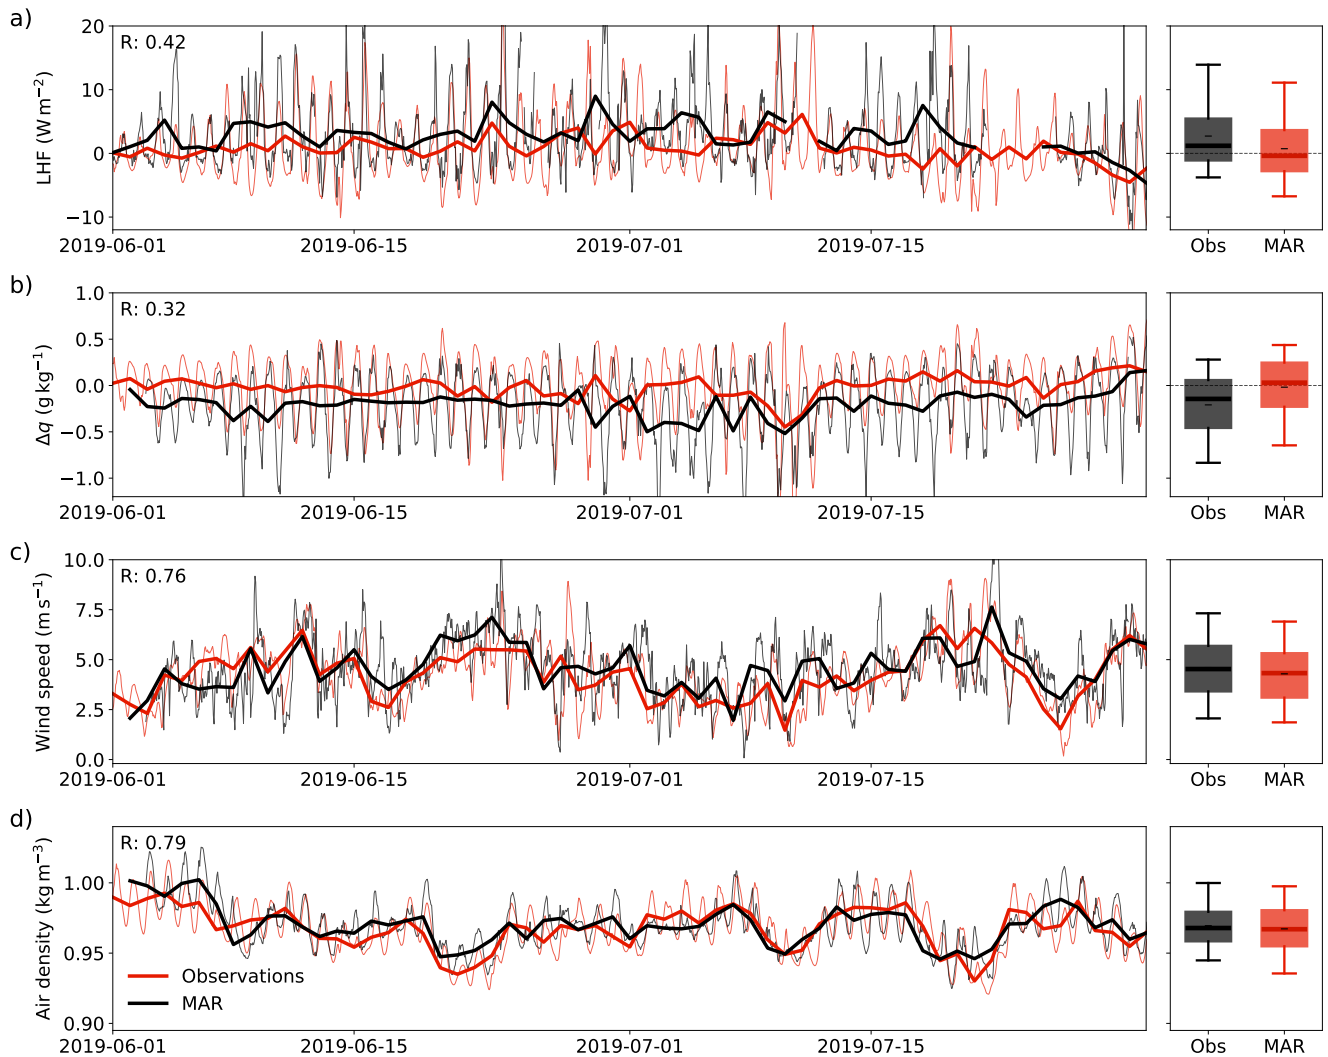 a)
R: 0.42
LHF (W m−2)
20
10
0
−10
2019-06-01
2019-06-15
2019-07-01
2019-07-15
Obs
MAR
b)
R: 0.32
Δq (g kg−1)
1.0
0.5
0.0
−0.5
−1.0
2019-06-01
2019-06-15
2019-07-01
2019-07-15
Obs
MAR
c)
R: 0.76
Wind speed (m s−1)
10.0
7.5
5.0
2.5
0.0
2019-06-01
2019-06-15
2019-07-01
2019-07-15
Obs
MAR
d)
R: 0.79
Air density (kg m−3)
1.00
0.95
0.90
Observations
MAR
2019-06-01
2019-06-15
2019-07-01
2019-07-15
Obs
MAR